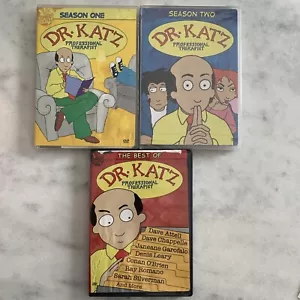 SEASON ONE
DR. KATZ
PROFESSIONAL
THERAPIST
SEASON TWO
DR. KATZ
PROFESSIONAL
THERAPIST
THE BEST OF
DR. KATZ
PROFESSIONAL
THERAPIST
Dave Attell
Dave Chappelle
Janeane Garofalo
Denis Leary
Conan O'Brien
Ray Romano
Sarah Silverman
And More